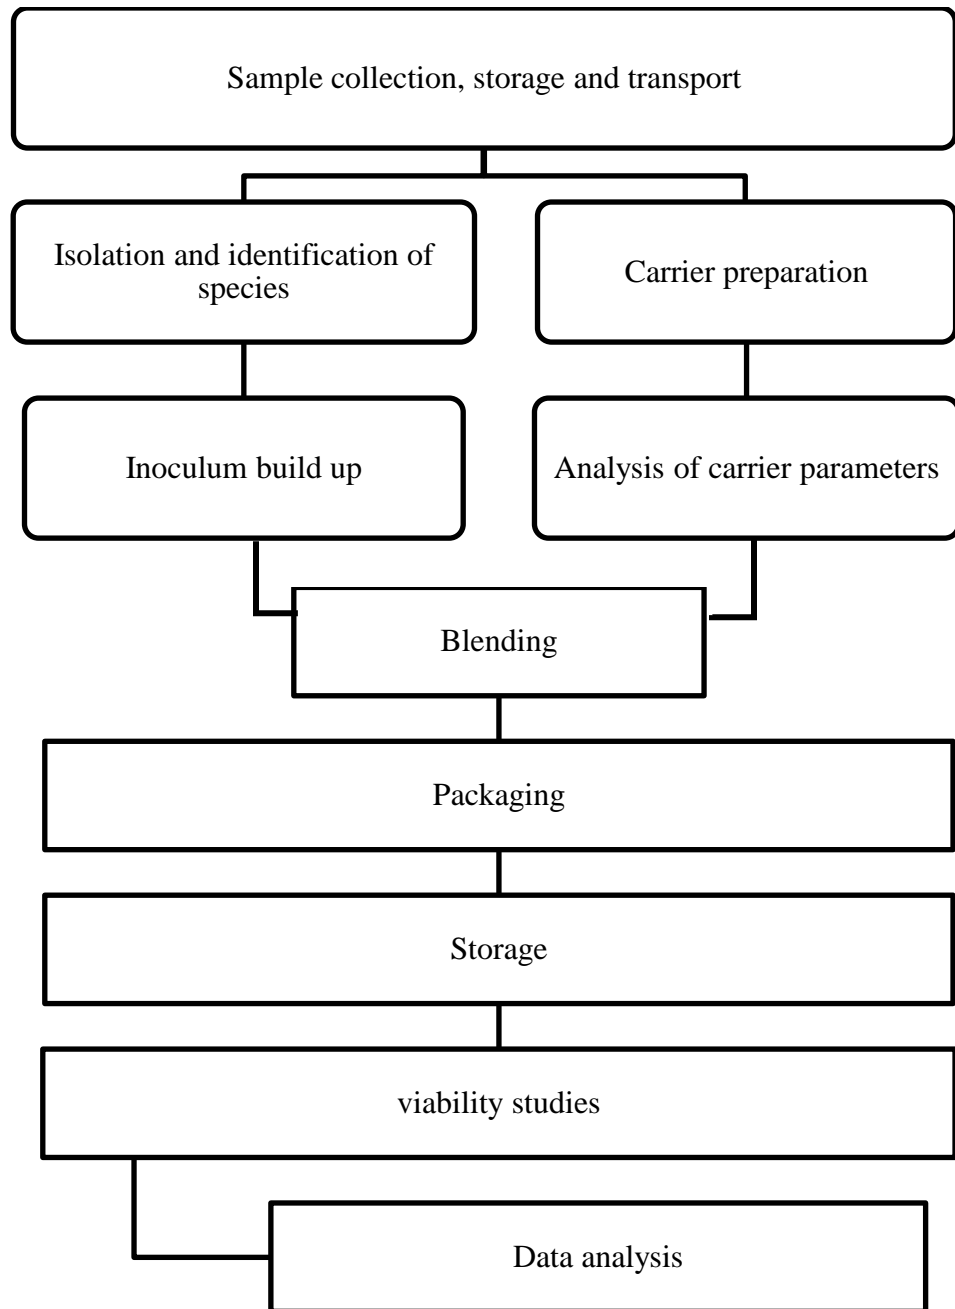 Sample collection, storage and transport
Isolation and identification of
species
Carrier preparation
Inoculum build up
Analysis of carrier parameters
Blending
Packaging
Storage
viability studies
Data analysis